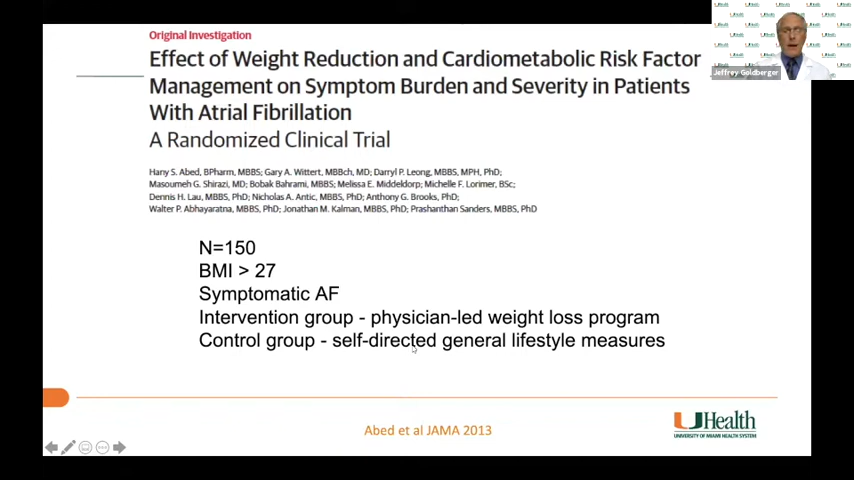 Original Investigation
Effect of Weight Reduction and Cardiometabolic Risk Factor
Management on Symptom Burden and Severity in Patients
With Atrial Fibrillation
A Randomized Clinical Trial
Hany S. Abed, BPharm, MBBS; Gary A. Wittert, MBBch, MD; Darryl P. Leong, MBBS, MPH, PhD;
Masoumeh G. Shirazi, MD; Bobak Bahrami, MBBS; Melissa E. Middeldorp; Michelle F. Lorimer, BSc;
Dennis H. Lau, MBBS, PhD; Nicholas A. Antic, MBBS, PhD; Anthony G. Brooks, PhD;
Walter P. Abhayaratna, MBBS, PhD; Jonathan M. Kalman, MBBS, PhD; Prashanthan Sanders, MBBS, PhD
N=150
BMI > 27
Symptomatic AF
Intervention group - physician-led weight loss program
Control group - self-directed general lifestyle measures
Abed et al JAMA 2013
UHealth
UNIVERSITY OF MIAMI HEALTH SYSTEM
Jeffrey Goldberger